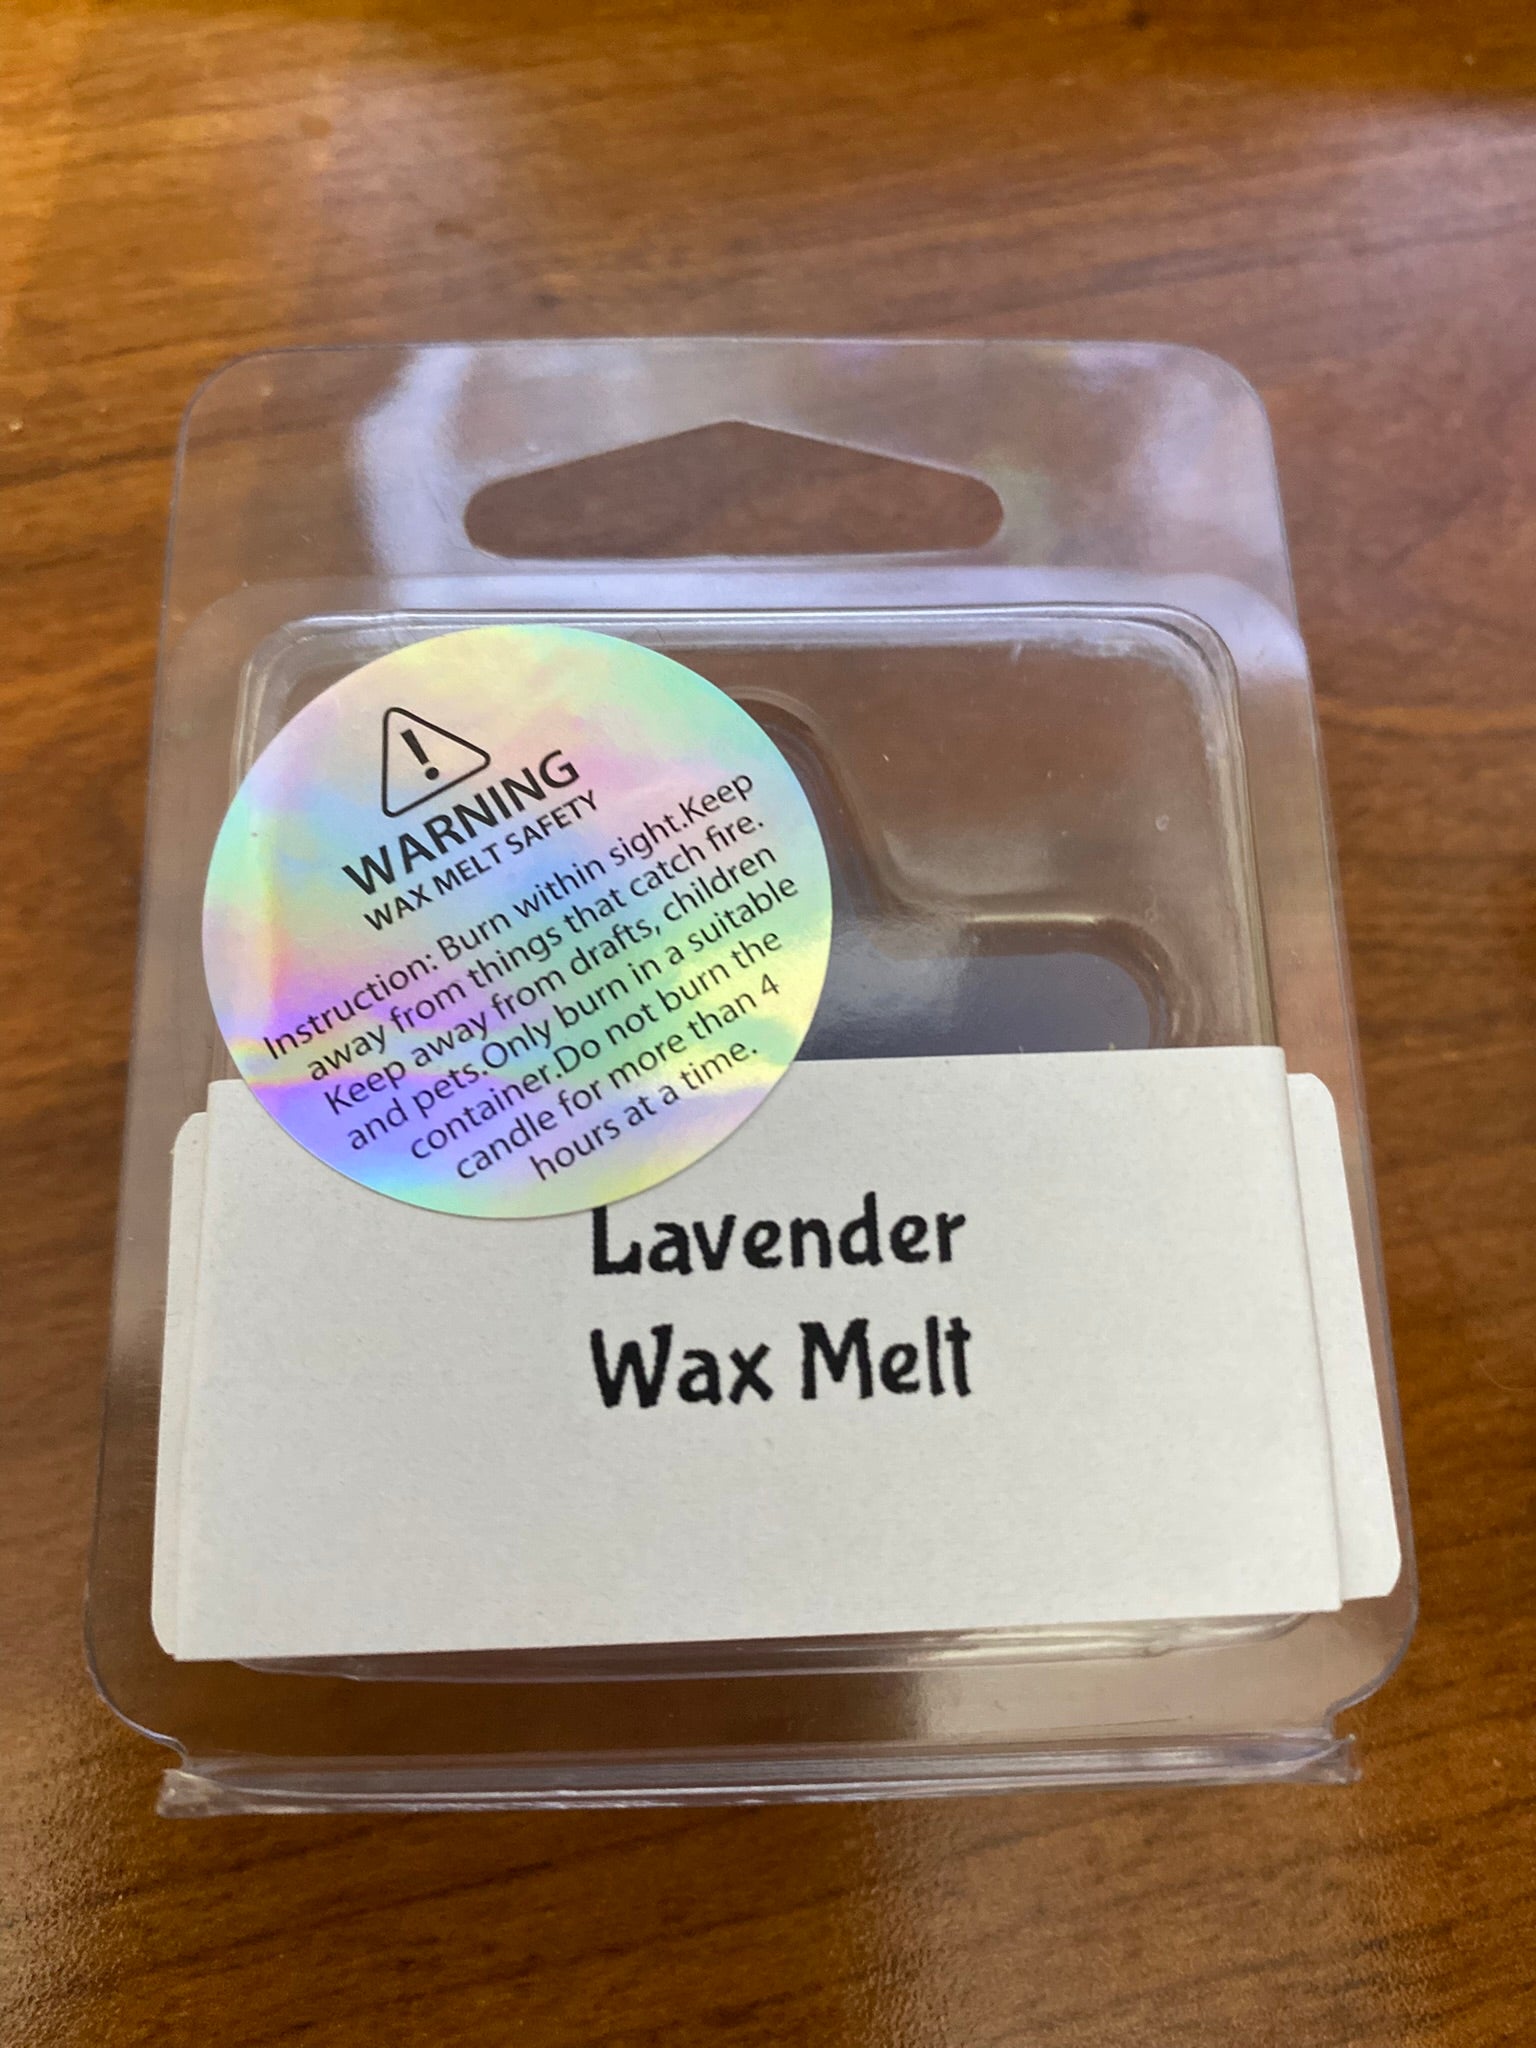 !
WARNING
WAX MELT SAFETY
Instruction: Burn within sight.Keep
away from things that catch fire.
Keep away from drafts, children
and pets.Only burn in a suitable
container.Do not burn the
candle for more than 4
hours at a time.
Lavender
Wax Melt